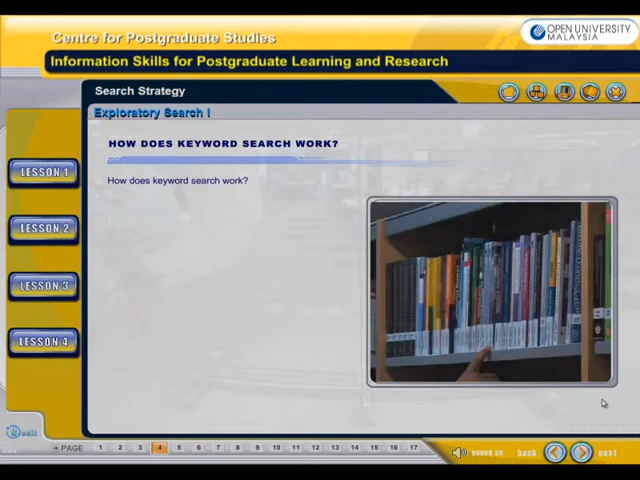 Centre for Postgraduate Studies
OPEN UNIVERSITY
MALAYSIA
Information Skills for Postgraduate Learning and Research
Search Strategy
Exploratory Search I
HOW DOES KEYWORD SEARCH WORK?
How does keyword search work?
LESSON 1
LESSON 2
LESSON 3
LESSON 4
PAGE 1 2 3 4 5 6 7 8 9 10 11 12 13 14 15 16 17
sound on
back
next